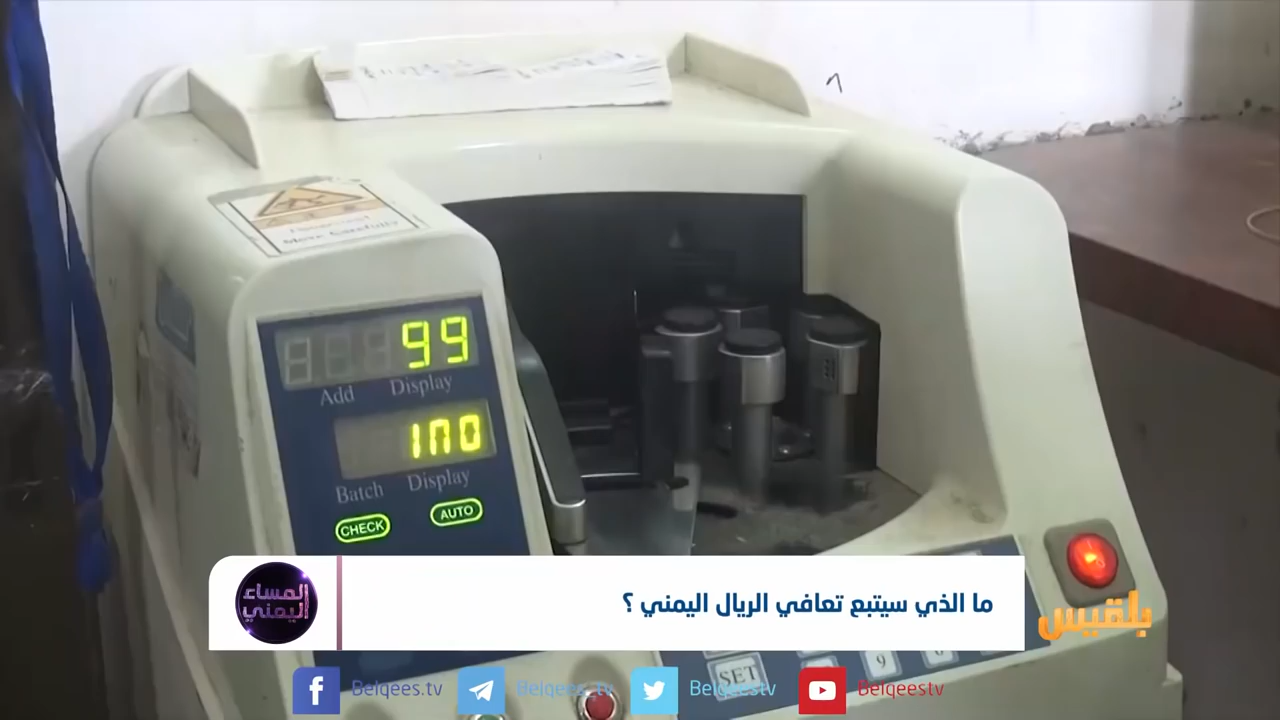 99
Add Display
100
Batch Display
CHECK
AUTO
المساء
اليمني
ما الذي سيتبع تعافي الريال اليمني ؟
بلقيس
SET
9
Belqees.tv
Belqees.tv
Belqeestv
Belqeestv